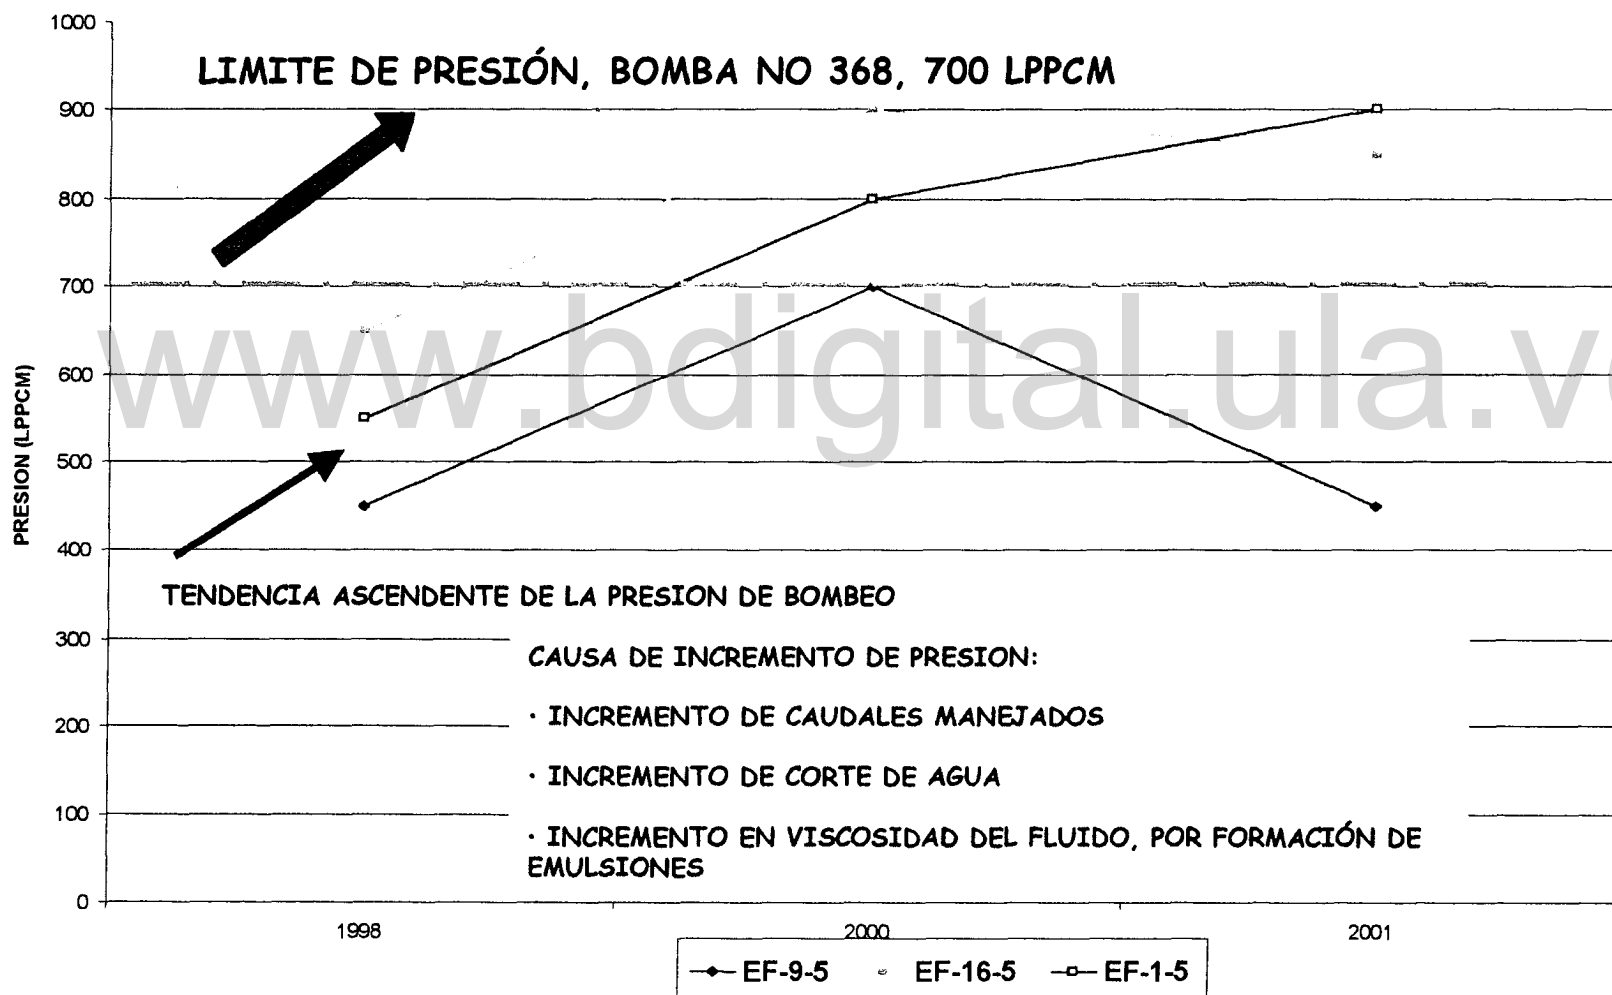 1000
LIMITE DE PRESIÓN, BOMBA NO 368, 700 LPPCM
900
800
700
600
500
400
300
200
100
0
PRESION (LPPCM)
www.bdigital.ula.ve
TENDENCIA ASCENDENTE DE LA PRESION DE BOMBEO
CAUSA DE INCREMENTO DE PRESION:
· INCREMENTO DE CAUDALES MANEJADOS
· INCREMENTO DE CORTE DE AGUA
· INCREMENTO EN VISCOSIDAD DEL FLUIDO, POR FORMACIÓN DE
EMULSIONES
1998
2000
2001
EF-9-5 EF-16-5 EF-1-5